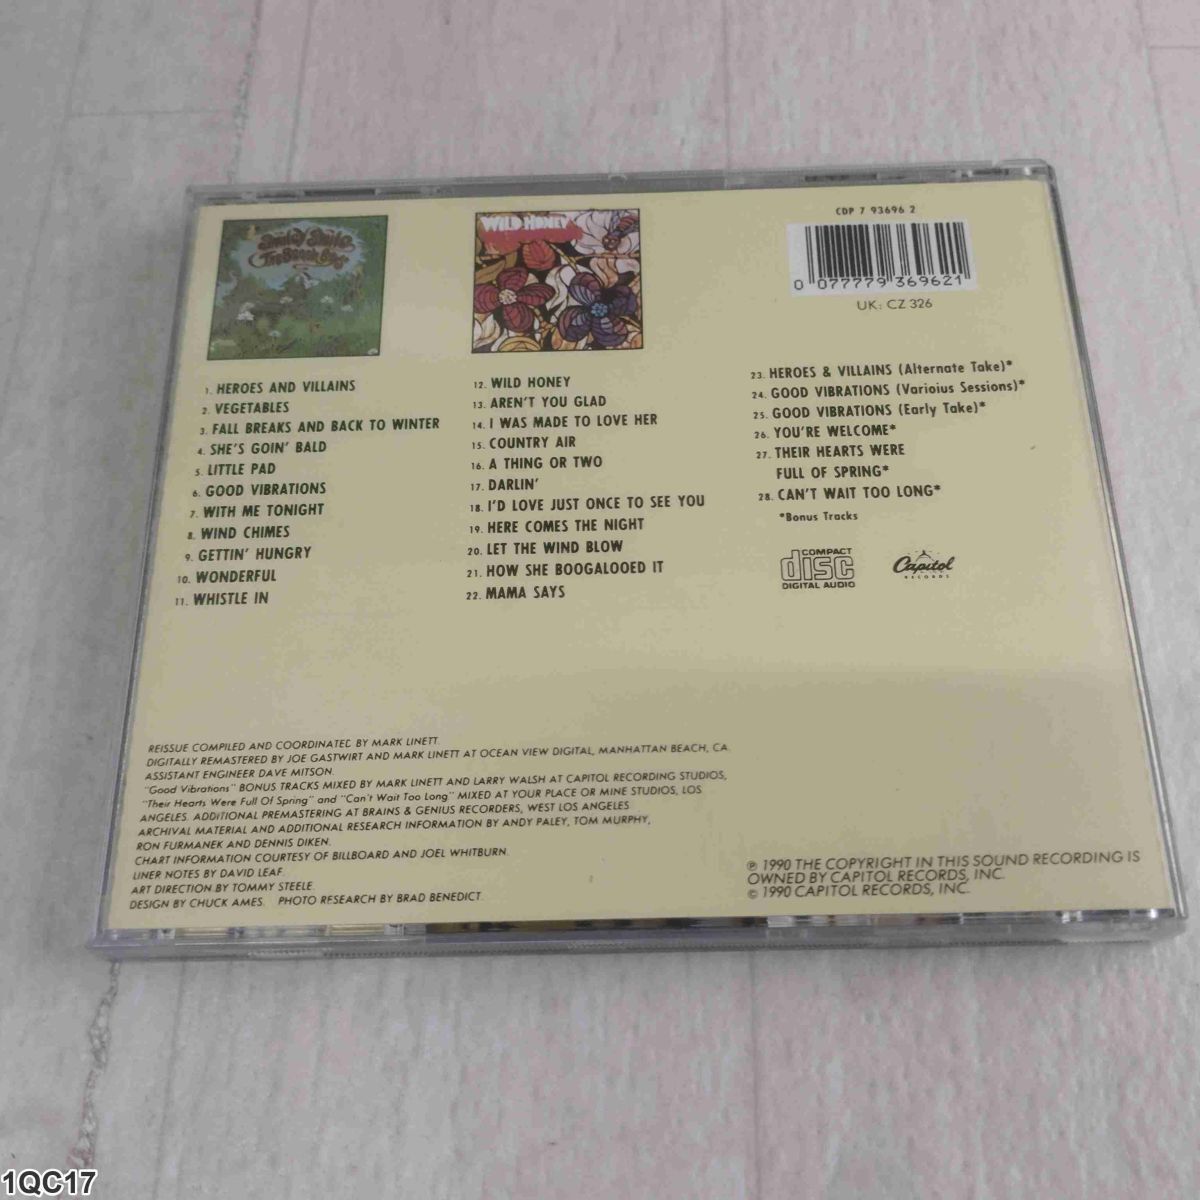 Smiley Smile
The Beach Boys
WILD HONEY
CDP 7 93696 2
0 077779 369621
UK: CZ 326
1. HEROES AND VILLAINS
2. VEGETABLES
3. FALL BREAKS AND BACK TO WINTER
4. SHE'S GOIN' BALD
5. LITTLE PAD
6. GOOD VIBRATIONS
7. WITH ME TONIGHT
8. WIND CHIMES
9. GETTIN' HUNGRY
10. WONDERFUL
11. WHISTLE IN
12. WILD HONEY
13. AREN'T YOU GLAD
14. I WAS MADE TO LOVE HER
15. COUNTRY AIR
16. A THING OR TWO
17. DARLIN'
18. I'D LOVE JUST ONCE TO SEE YOU
19. HERE COMES THE NIGHT
20. LET THE WIND BLOW
21. HOW SHE BOOGALOOED IT
22. MAMA SAYS
23. HEROES & VILLAINS (Alternate Take)*
24. GOOD VIBRATIONS (Varioius Sessions)*
25. GOOD VIBRATIONS (Early Take)*
26. YOU'RE WELCOME*
27. THEIR HEARTS WERE
FULL OF SPRING*
28. CAN'T WAIT TOO LONG*
*Bonus Tracks
COMPACT
disc
DIGITAL AUDIO
Capitol
RECORDS
REISSUE COMPILED AND COORDINATED BY MARK LINETT.
DIGITALLY REMASTERED BY JOE GASTWIRT AND MARK LINETT AT OCEAN VIEW DIGITAL, MANHATTAN BEACH, CA.
ASSISTANT ENGINEER DAVE MITSON.
"Good Vibrations" BONUS TRACKS MIXED BY MARK LINETT AND LARRY WALSH AT CAPITOL RECORDING STUDIOS,
"Their Hearts Were Full Of Spring" and "Can't Wait Too Long" MIXED AT YOUR PLACE OR MINE STUDIOS, LOS
ANGELES. ADDITIONAL PREMASTERING AT BRAINS & GENIUS RECORDERS, WEST LOS ANGELES
ARCHIVAL MATERIAL AND ADDITIONAL RESEARCH INFORMATION BY ANDY PALEY, TOM MURPHY,
RON FURMANEK AND DENNIS DIKEN.
CHART INFORMATION COURTESY OF BILLBOARD AND JOEL WHITBURN.
LINER NOTES BY DAVID LEAF.
ART DIRECTION BY TOMMY STEELE.
DESIGN BY CHUCK AMES. PHOTO RESEARCH BY BRAD BENEDICT.
℗ 1990 THE COPYRIGHT IN THIS SOUND RECORDING IS
OWNED BY CAPITOL RECORDS, INC.
© 1990 CAPITOL RECORDS, INC.
1QC17